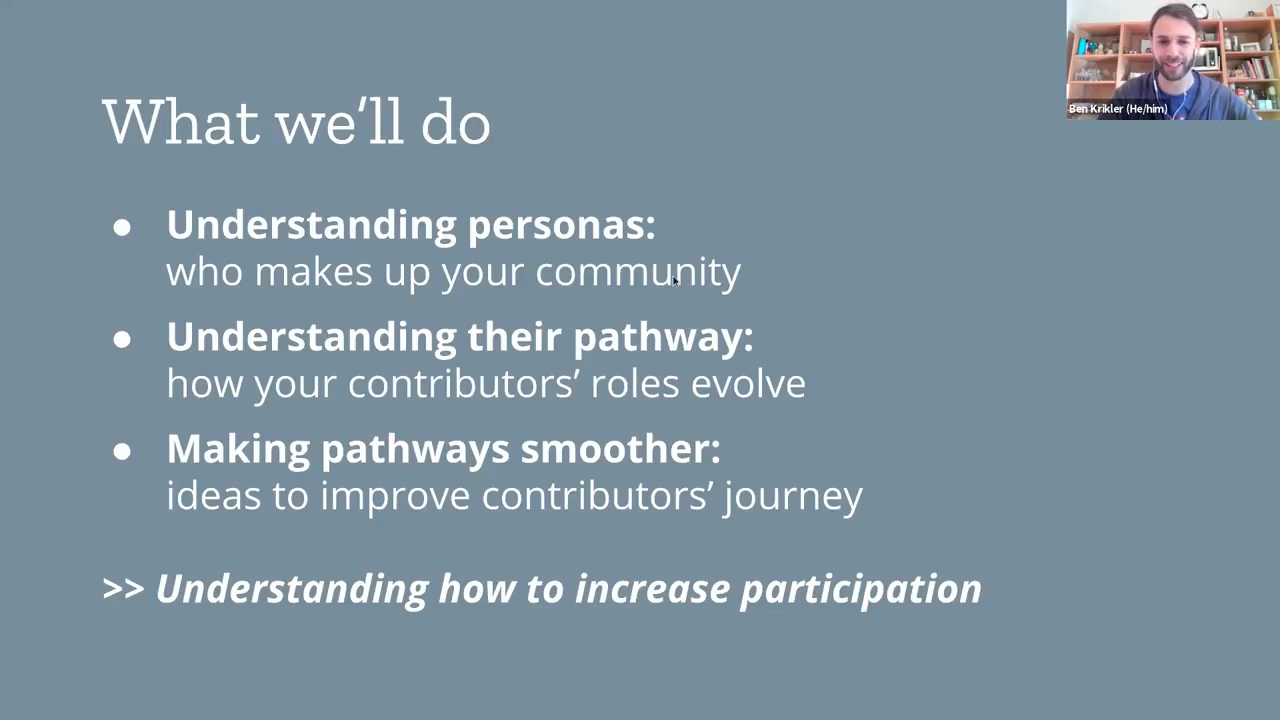 What we’ll do
● Understanding personas:
who makes up your community
● Understanding their pathway:
how your contributors’ roles evolve
● Making pathways smoother:
ideas to improve contributors’ journey
>> Understanding how to increase participation
Ben Krikler (He/him)